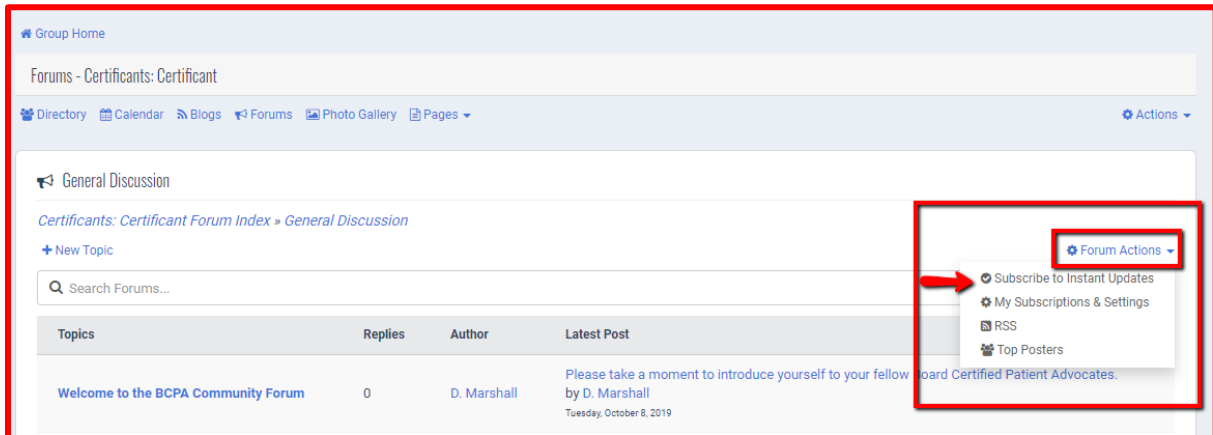 Group Home
Forums - Certificants: Certificant
Directory Calendar Blogs Forums Photo Gallery Pages Actions
General Discussion
Certificants: Certificant Forum Index » General Discussion
+ New Topic Forum Actions
Search Forums...
Subscribe to Instant Updates
My Subscriptions & Settings
RSS
Top Posters
Topics Replies Author Latest Post
Welcome to the BCPA Community Forum 0 D. Marshall Please take a moment to introduce yourself to your fellow Board Certified Patient Advocates.
by D. Marshall
Tuesday, October 8, 2019